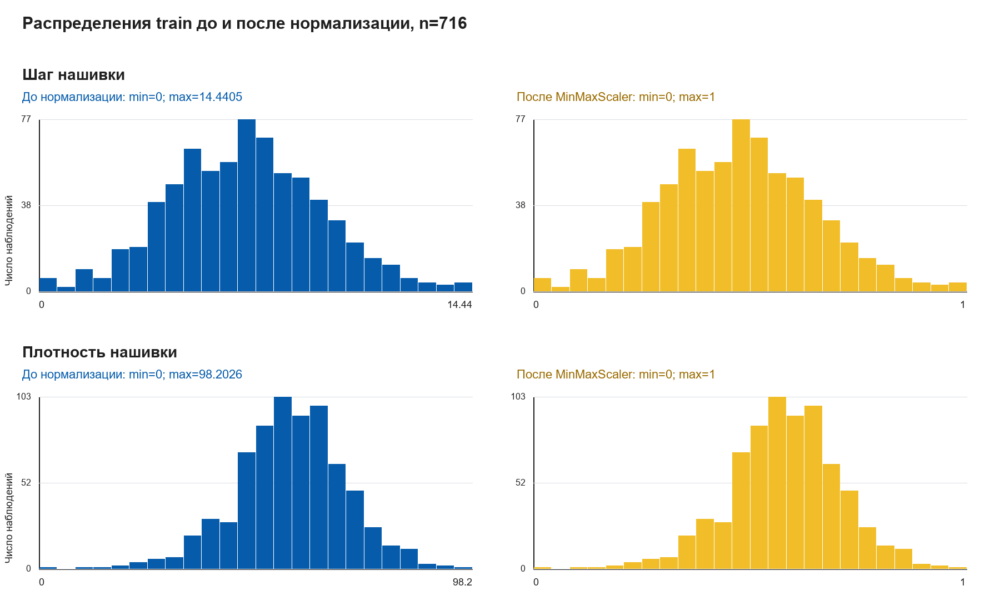 Распределения train до и после нормализации, n=716
Шаг нашивки
До нормализации: min=0; max=14.4405
После MinMaxScaler: min=0; max=1
77
38
0
Число наблюдений
0
14.44
77
38
0
0
1
Плотность нашивки
До нормализации: min=0; max=98.2026
После MinMaxScaler: min=0; max=1
103
52
0
Число наблюдений
0
98.2
103
52
0
0
1